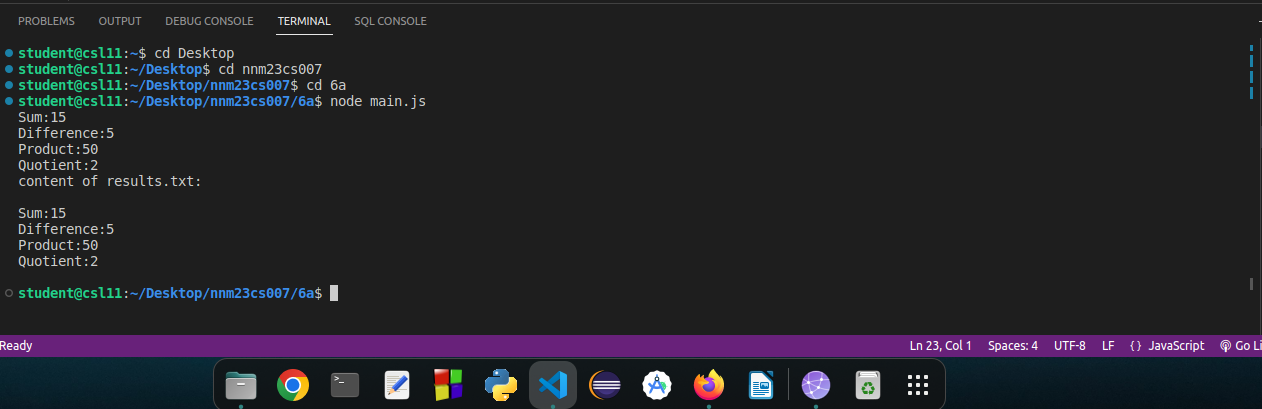 PROBLEMS OUTPUT DEBUG CONSOLE TERMINAL SQL CONSOLE
student@csl11:~$ cd Desktop
student@csl11:~/Desktop$ cd nnm23cs007
student@csl11:~/Desktop/nnm23cs007$ cd 6a
student@csl11:~/Desktop/nnm23cs007/6a$ node main.js
Sum:15
Difference:5
Product:50
Quotient:2
content of results.txt:
Sum:15
Difference:5
Product:50
Quotient:2
student@csl11:~/Desktop/nnm23cs007/6a$
Ready Ln 23, Col 1 Spaces: 4 UTF-8 LF {} JavaScript Go Li
>_